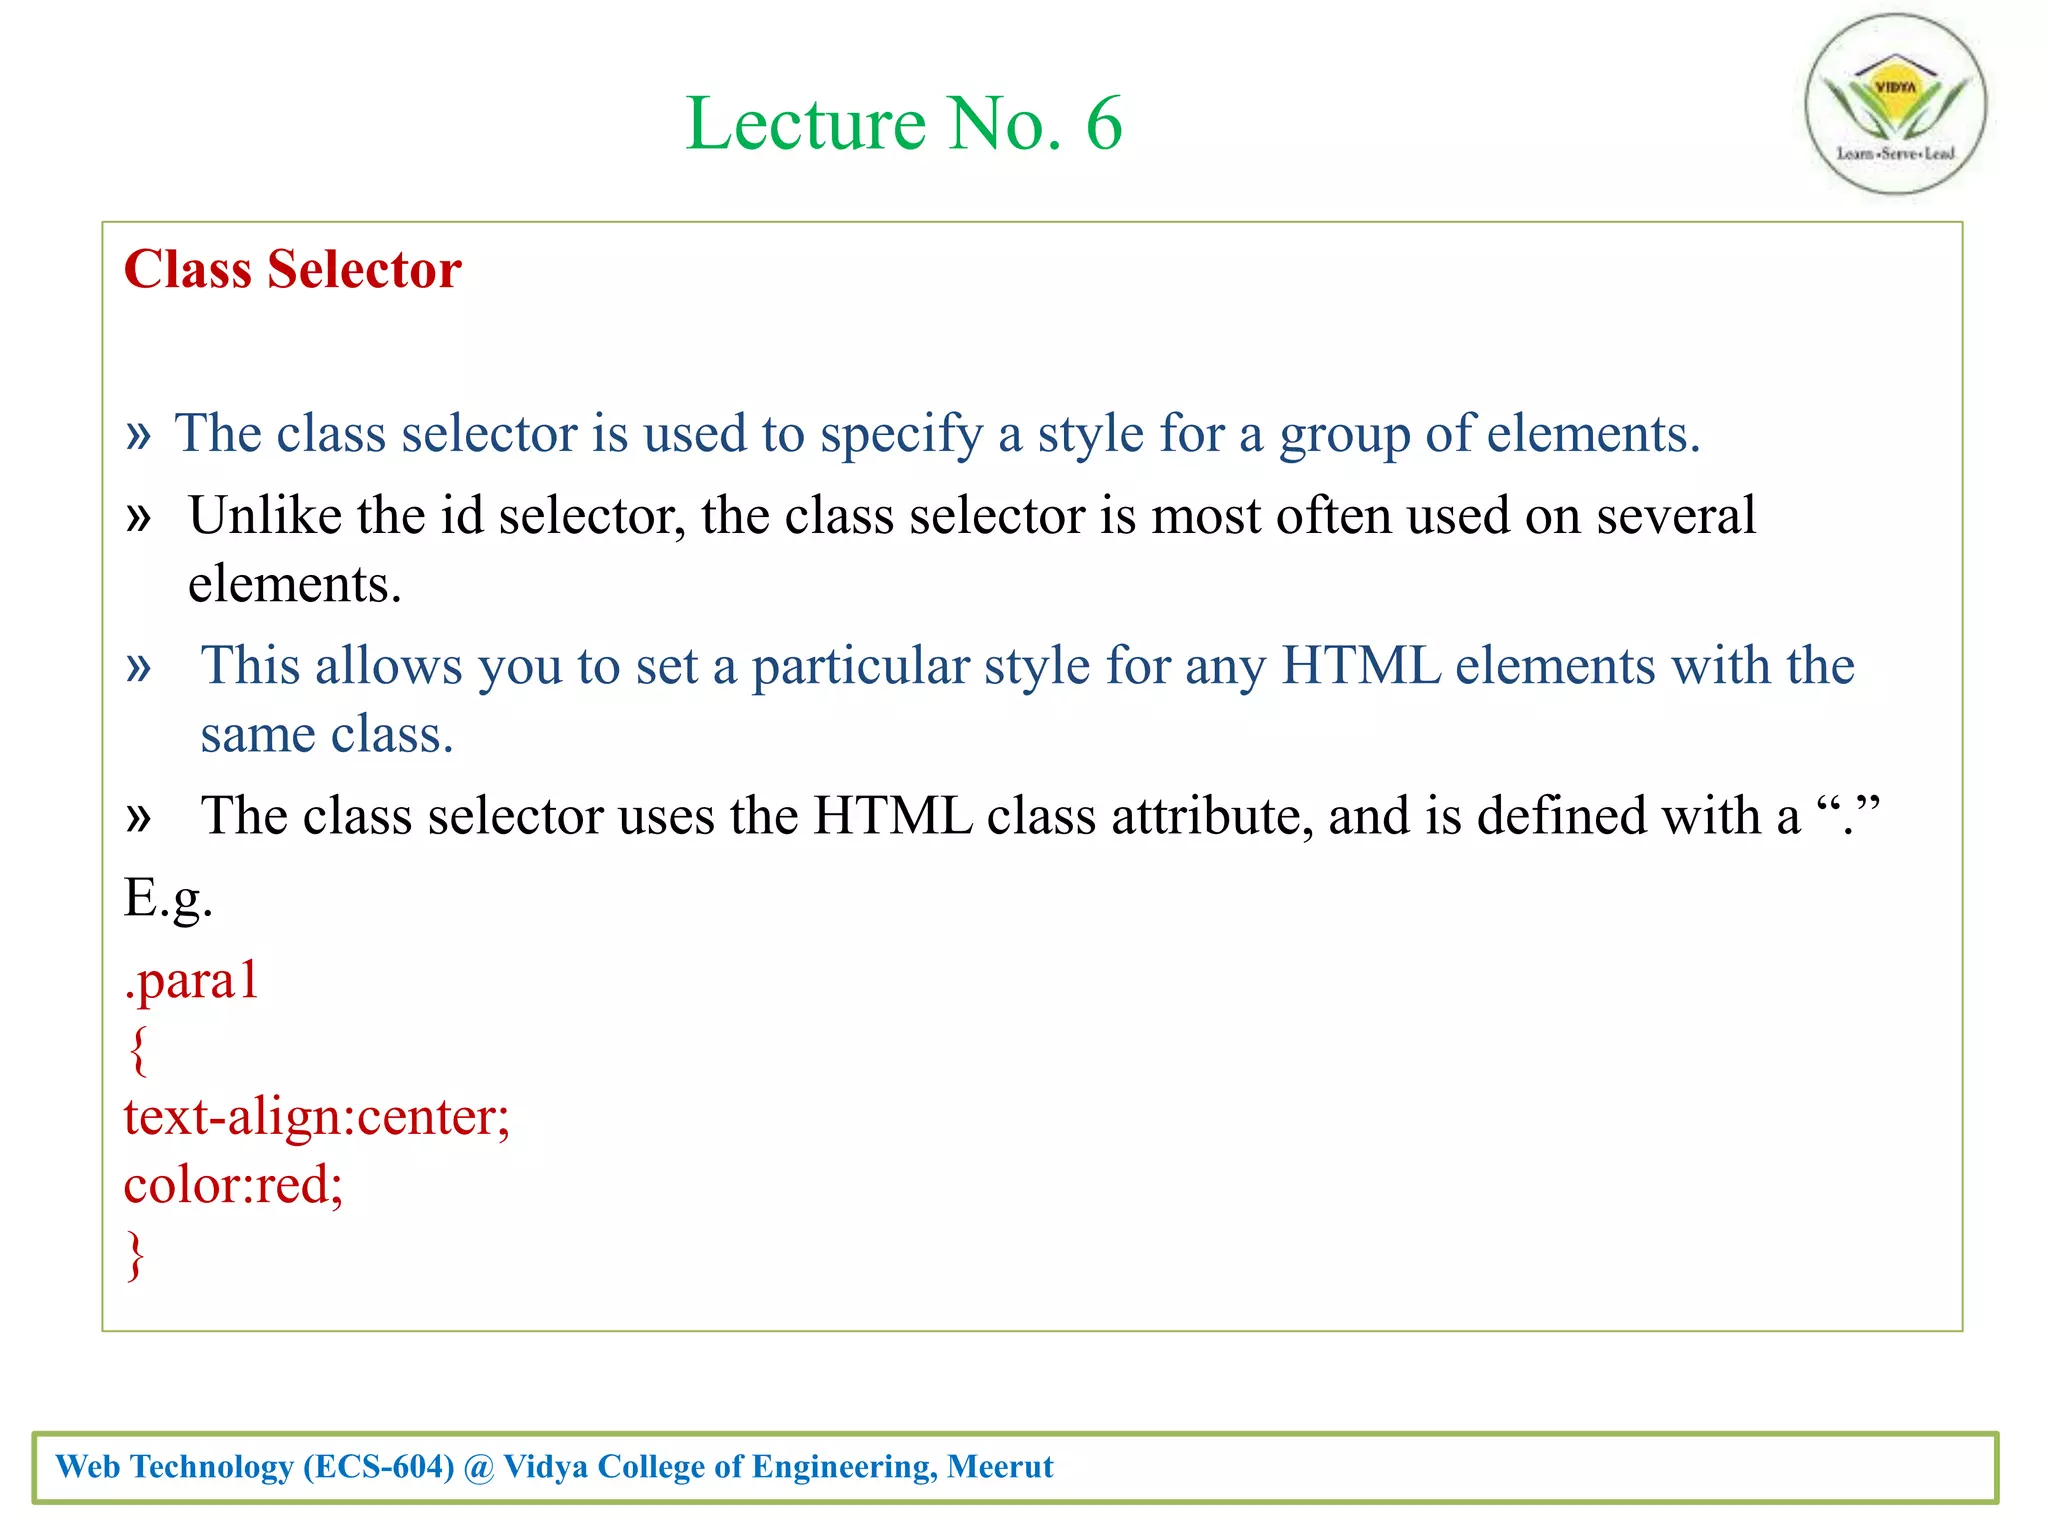 Lecture No. 6
VIDYA
Learn•Serve•Lead
Class Selector
» The class selector is used to specify a style for a group of elements.
» Unlike the id selector, the class selector is most often used on several
elements.
» This allows you to set a particular style for any HTML elements with the
same class.
» The class selector uses the HTML class attribute, and is defined with a “.”
E.g.
.para1
{
text-align:center;
color:red;
}
Web Technology (ECS-604) @ Vidya College of Engineering, Meerut